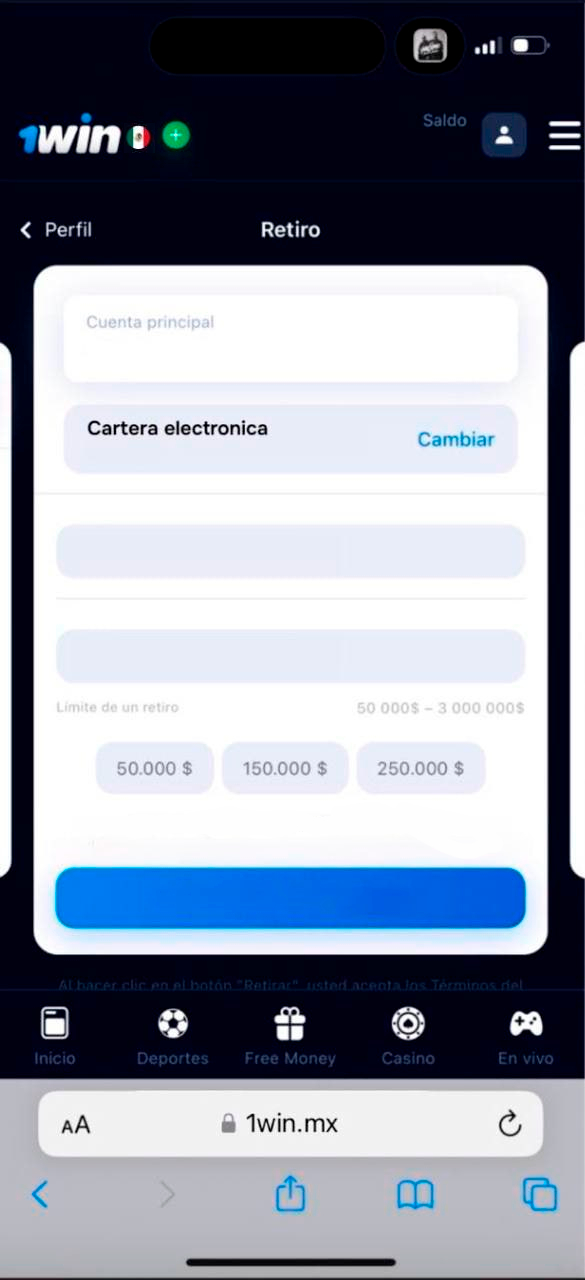 Saldo
1win
Perfil
Retiro
Cuenta principal
Cartera electronica
Cambiar
Limite de un retiro
50 000$ – 3 000 000$
50.000 $
150.000 $
250.000 $
Al hacer clic en el botón "Retirar", usted acepta los Términos del
Inicio
Deportes
Free Money
Casino
En vivo
AA
1win.mx